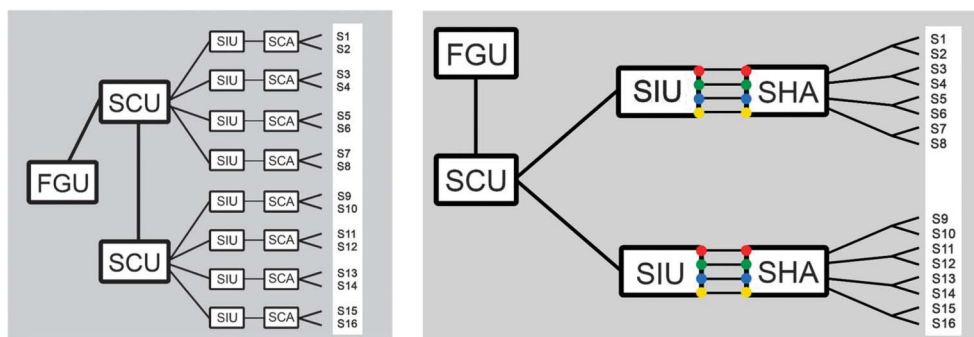 SIU SCA S1
S2
SIU SCA S3
S4
SCU
SIU SCA S5
S6
SIU SCA S7
S8
FGU
SIU SCA S9
S10
SIU SCA S11
S12
SCU
SIU SCA S13
S14
SIU SCA S15
S16
FGU
SIU SHA
S1
S2
S3
S4
S5
S6
S7
S8
SCU
SIU SHA
S9
S10
S11
S12
S13
S14
S15
S16